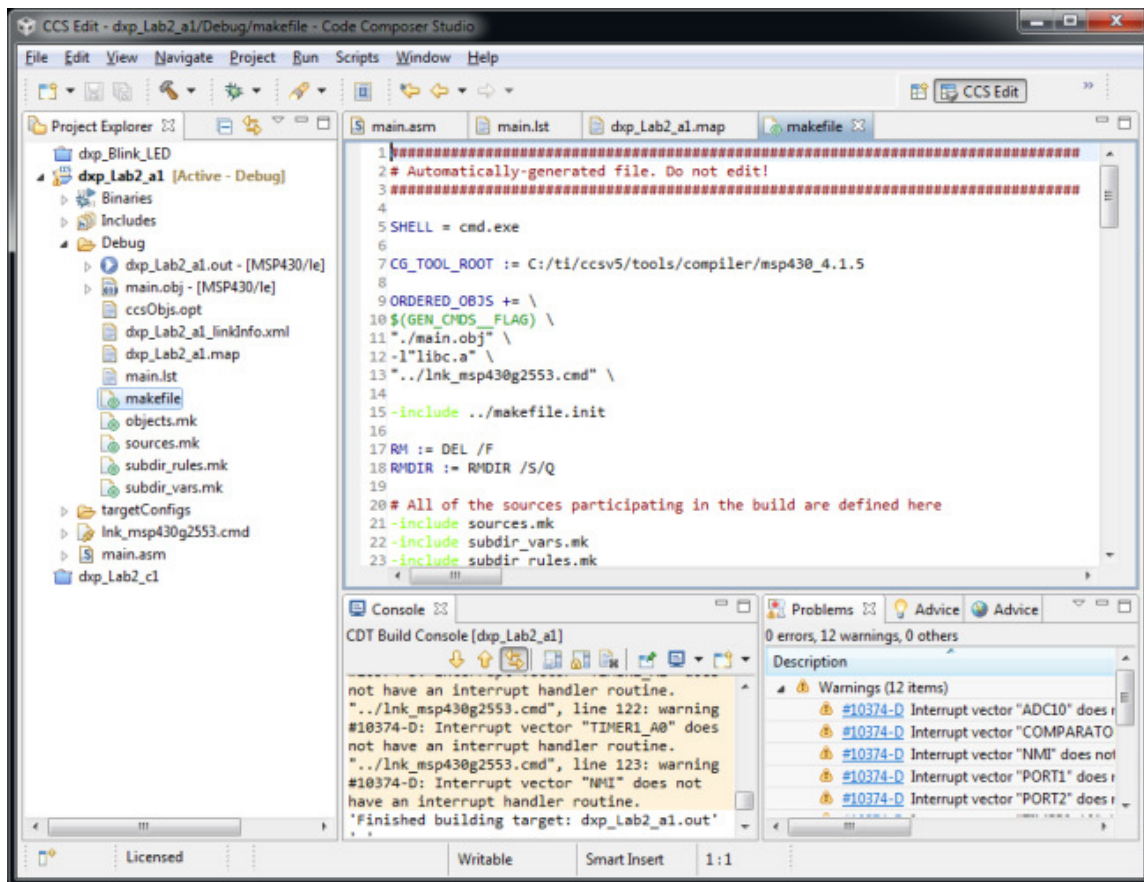 CCS Edit - dxp_Lab2_a1/Debug/makefile - Code Composer Studio
File Edit View Navigate Project Run Scripts Window Help
CCS Edit
Project Explorer
dxp_Blink_LED
dxp_Lab2_a1 [Active - Debug]
Binaries
Includes
Debug
dxp_Lab2_a1.out - [MSP430/le]
main.obj - [MSP430/le]
ccsObjs.opt
dxp_Lab2_a1_linkInfo.xml
dxp_Lab2_a1.map
main.lst
makefile
objects.mk
sources.mk
subdir_rules.mk
subdir_vars.mk
targetConfigs
lnk_msp430g2553.cmd
main.asm
dxp_Lab2_c1
main.asm main.lst dxp_Lab2_a1.map makefile
1 ################################################################################
2 # Automatically-generated file. Do not edit!
3 ################################################################################
4
5 SHELL = cmd.exe
6
7 CG_TOOL_ROOT := C:/ti/ccsv5/tools/compiler/msp430_4.1.5
8
9 ORDERED_OBJS += \
10 $(GEN_CMDS__FLAG) \
11 "./main.obj" \
12 -l"libc.a" \
13 "../lnk_msp430g2553.cmd" \
14
15 -include ../makefile.init
16
17 RM := DEL /F
18 RMDIR := RMDIR /S/Q
19
20 # All of the sources participating in the build are defined here
21 -include sources.mk
22 -include subdir_vars.mk
23 -include subdir_rules.mk
Console
CDT Build Console [dxp_Lab2_a1]
not have an interrupt handler routine.
"../lnk_msp430g2553.cmd", line 122: warning
#10374-D: Interrupt vector "TIMER1_A0" does
not have an interrupt handler routine.
"../lnk_msp430g2553.cmd", line 123: warning
#10374-D: Interrupt vector "NMI" does not
have an interrupt handler routine.
'Finished building target: dxp_Lab2_a1.out'
Problems Advice Advice
0 errors, 12 warnings, 0 others
Description
Warnings (12 items)
#10374-D Interrupt vector "ADC10" does r
#10374-D Interrupt vector "COMPARATO
#10374-D Interrupt vector "NMI" does not
#10374-D Interrupt vector "PORT1" does r
#10374-D Interrupt vector "PORT2" does r
Licensed Writable Smart Insert 1:1